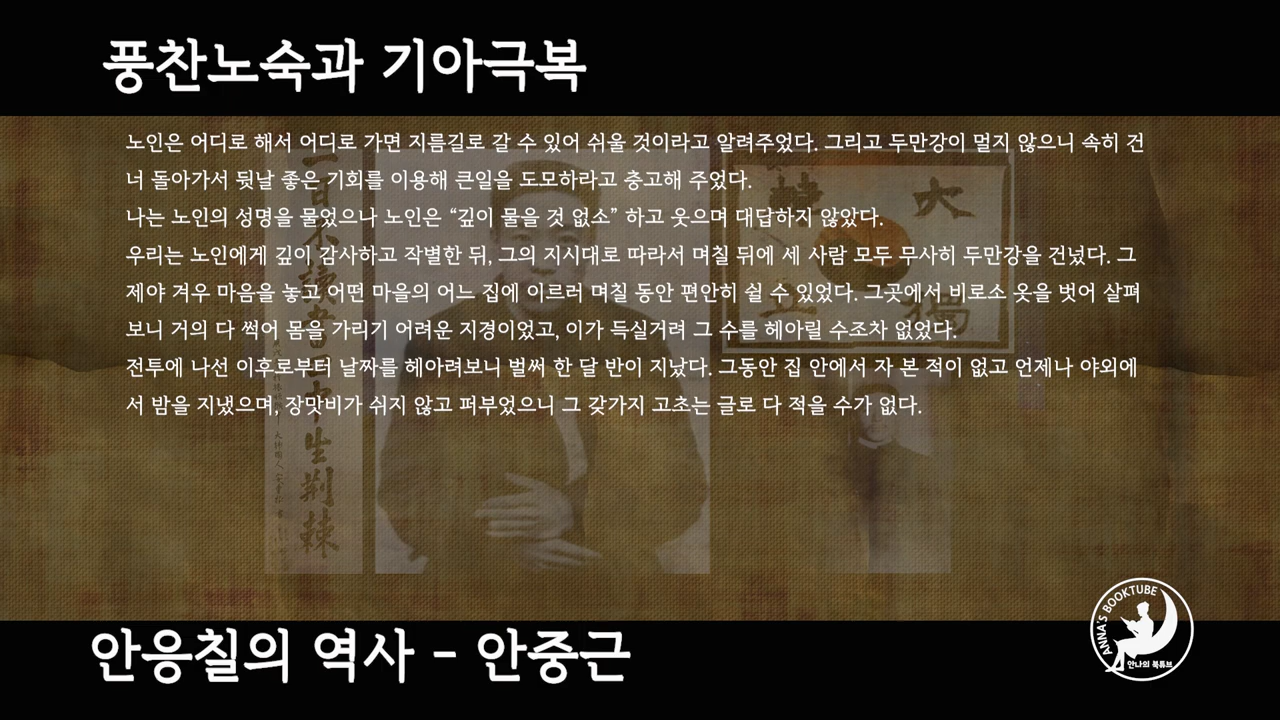 풍찬노숙과 기아극복
노인은 어디로 해서 어디로 가면 지름길로 갈 수 있어 쉬울 것이라고 알려주었다. 그리고 두만강이 멀지 않으니 속히 건
너 돌아가서 뒷날 좋은 기회를 이용해 큰일을 도모하라고 충고해 주었다.
나는 노인의 성명을 물었으나 노인은 “깊이 물을 것 없소” 하고 웃으며 대답하지 않았다.
우리는 노인에게 깊이 감사하고 작별한 뒤, 그의 지시대로 따라서 며칠 뒤에 세 사람 모두 무사히 두만강을 건넜다. 그
제야 겨우 마음을 놓고 어떤 마을의 어느 집에 이르러 며칠 동안 편안히 쉴 수 있었다. 그곳에서 비로소 옷을 벗어 살펴
보니 거의 다 썩어 몸을 가리기 어려운 지경이었고, 이가 득실거려 그 수를 헤아릴 수조차 없었다.
전투에 나선 이후로부터 날짜를 헤아려보니 벌써 한 달 반이 지났다. 그동안 집 안에서 자 본 적이 없고 언제나 야외에
서 밤을 지냈으며, 장맛비가 쉬지 않고 퍼부었으니 그 갖가지 고초는 글로 다 적을 수가 없다.
一日不讀書口中生荊棘
大
韓
獨
立
안응칠의 역사 - 안중근
ANNA'S BOOKTUBE
안나의 북튜브